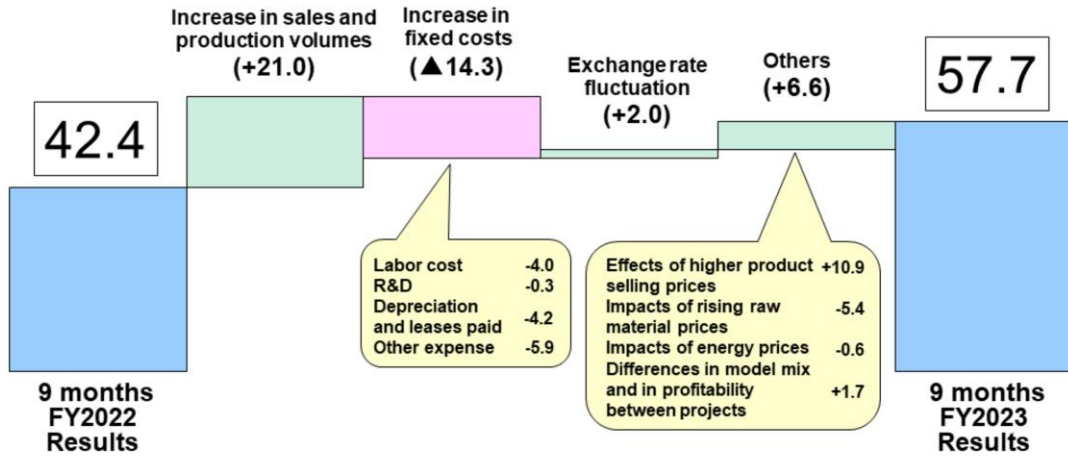 Increase in sales and
production volumes
(+21.0)
Increase in
fixed costs
(▲14.3)
Exchange rate
fluctuation
(+2.0)
Others
(+6.6)
57.7
42.4
Labor cost -4.0
R&D -0.3
Depreciation
and leases paid -4.2
Other expense -5.9
Effects of higher product +10.9
selling prices
Impacts of rising raw -5.4
material prices
Impacts of energy prices -0.6
Differences in model mix
and in profitability +1.7
between projects
9 months
FY2022
Results
9 months
FY2023
Results